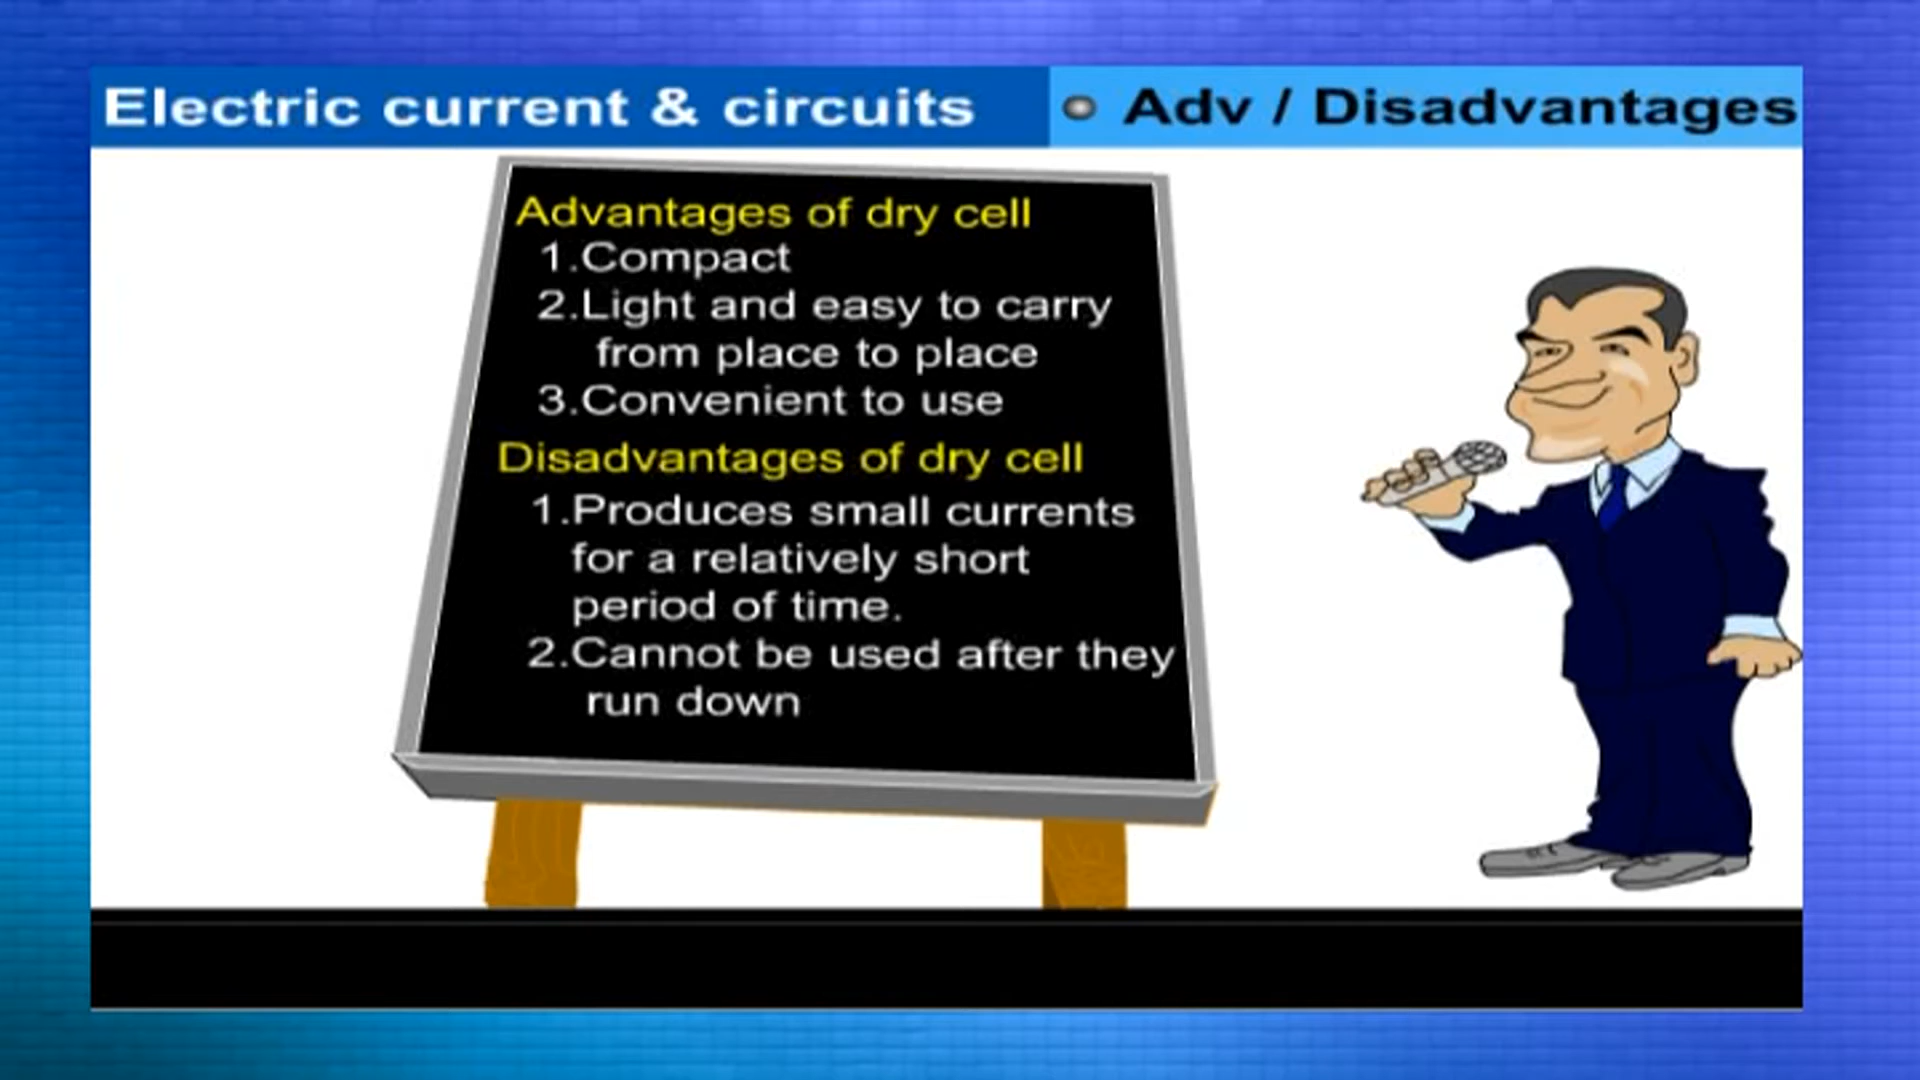 Electric current & circuits
Adv / Disadvantages
Advantages of dry cell
1.Compact
2.Light and easy to carry
from place to place
3.Convenient to use
Disadvantages of dry cell
1.Produces small currents
for a relatively short
period of time.
2.Cannot be used after they
run down